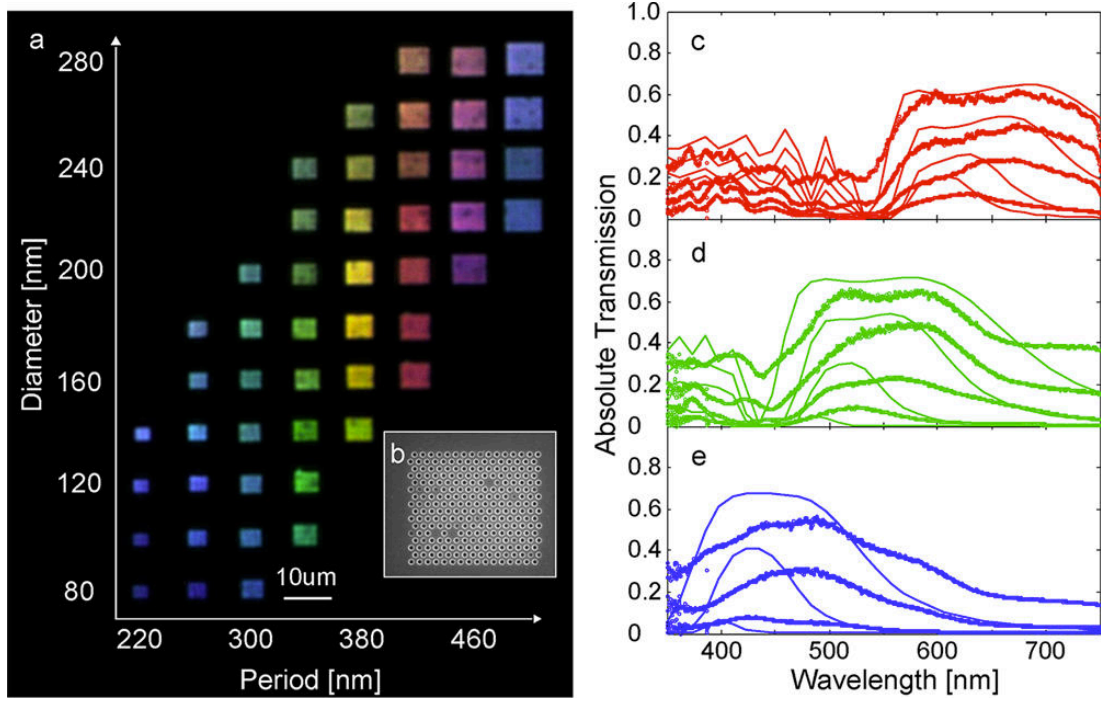 a
280
240
200
160
120
80
Diameter [nm]
220 300 380 460
Period [nm]
10um
b
c
1.0
0.8
0.6
0.4
0.2
0
d
0.8
0.6
0.4
0.2
0
e
0.8
0.6
0.4
0.2
0
Absolute Transmission
400 500 600 700
Wavelength [nm]